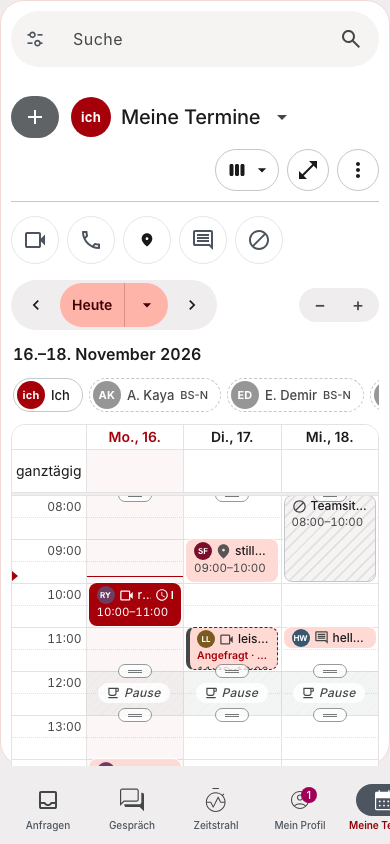 Suche
ich Meine Termine
Heute
16.–18. November 2026
ich Ich AK A. Kaya BS-N ED E. Demir BS-N
Mo., 16. Di., 17. Mi., 18.
ganztägig
08:00
Teamsit…
08:00–10:00
09:00
SF still…
09:00–10:00
10:00
RY r…
10:00–11:00
11:00
LL leis…
Angefragt · …
HW hell…
12:00
Pause Pause Pause
13:00
Anfragen Gespräch Zeitstrahl Mein Profil 1 Meine Te